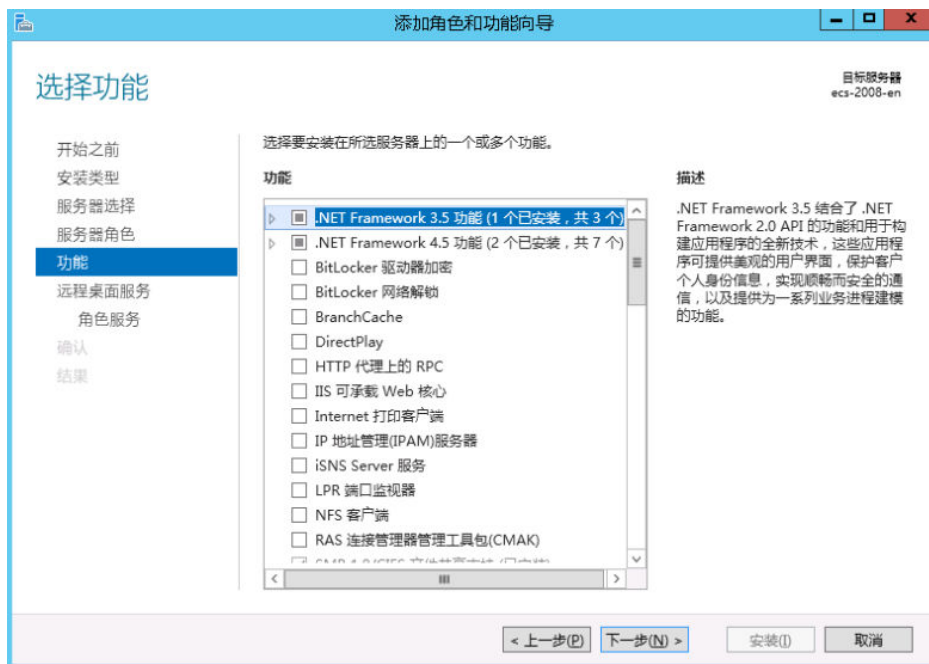 添加角色和功能向导
选择功能
目标服务器
ecs-2008-en
开始之前
安装类型
服务器选择
服务器角色
功能
远程桌面服务
角色服务
确认
结果
选择要安装在所选服务器上的一个或多个功能。
功能
.NET Framework 3.5 功能 (1 个已安装，共 3 个)
.NET Framework 4.5 功能 (2 个已安装，共 7 个)
BitLocker 驱动器加密
BitLocker 网络解锁
BranchCache
DirectPlay
HTTP 代理上的 RPC
IIS 可承载 Web 核心
Internet 打印客户端
IP 地址管理(IPAM)服务器
iSNS Server 服务
LPR 端口监视器
NFS 客户端
RAS 连接管理器管理工具包(CMAK)
SMB 1.0/CIFS 文件共享支持 (已安装)
描述
.NET Framework 3.5 结合了 .NET
Framework 2.0 API 的功能和用于构
建应用程序的全新技术，这些应用程
序可提供美观的用户界面，保护客户
个人身份信息，实现顺畅而安全的通
信，以及提供为一系列业务进程建模
的功能。
< 上一步(P)
下一步(N) >
安装(I)
取消